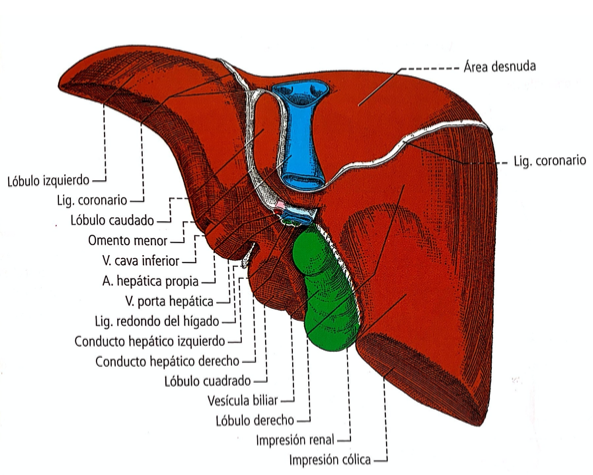 Área desnuda
Lig. coronario
Lóbulo izquierdo
Lig. coronario
Lóbulo caudado
Omento menor
V. cava inferior
A. hepática propia
V. porta hepática
Lig. redondo del hígado
Conducto hepático izquierdo
Conducto hepático derecho
Lóbulo cuadrado
Vesícula biliar
Lóbulo derecho
Impresión renal
Impresión cólica